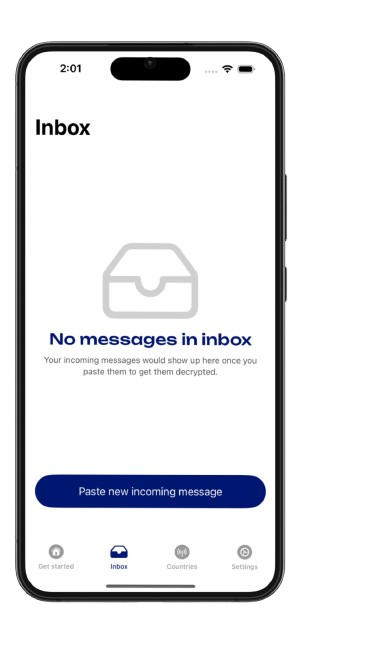 2:01
Inbox
No messages in inbox
Your incoming messages would show up here once you
paste them to get them decrypted.
Paste new incoming message
Get started
Inbox
Countries
Settings